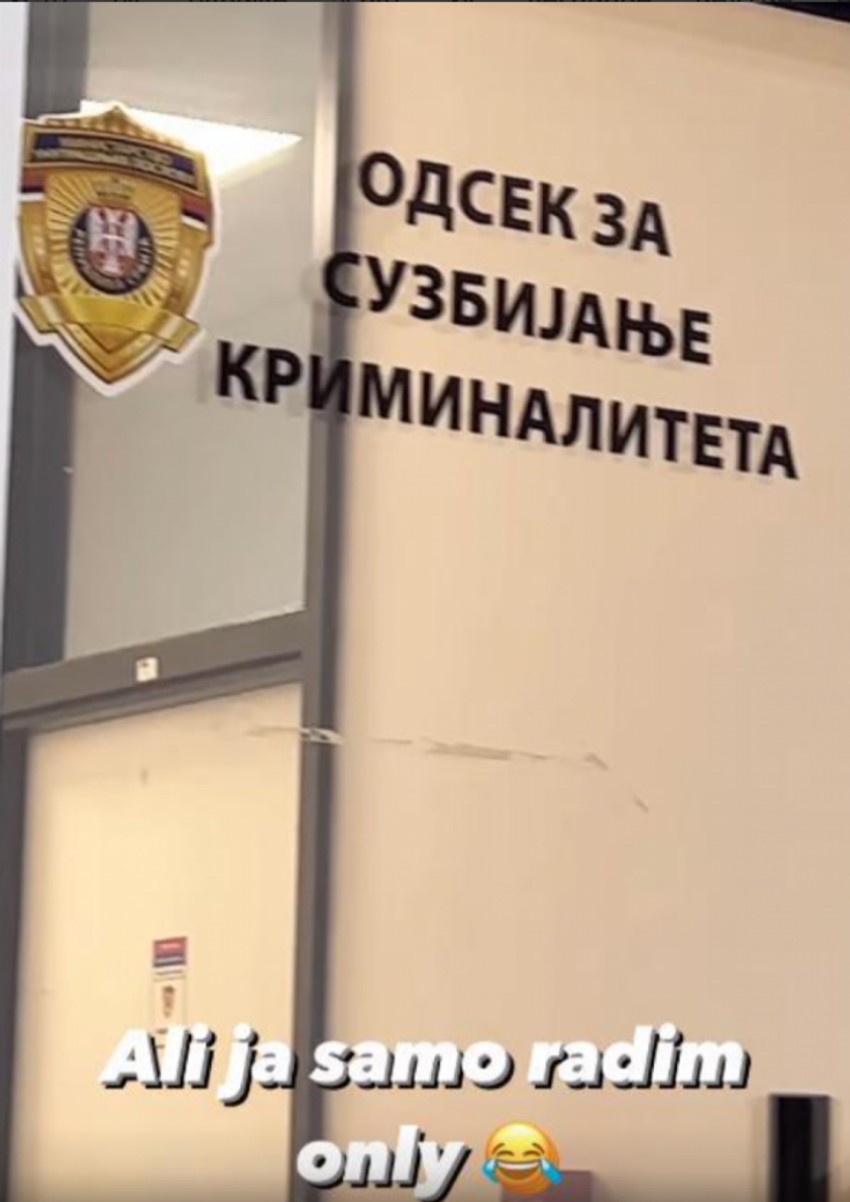 ОДСЕК ЗА
СУЗБИЈАЊЕ
КРИМИНАЛИТЕТА
Ali ja samo radim
only 😂